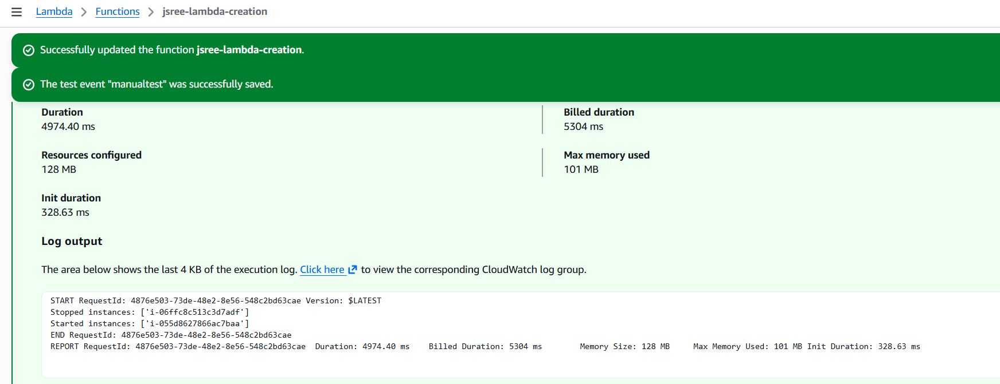 Lambda > Functions > jsree-lambda-creation
Successfully updated the function jsree-lambda-creation.
The test event "manualtest" was successfully saved.
Duration
4974.40 ms
Billed duration
5304 ms
Resources configured
128 MB
Max memory used
101 MB
Init duration
328.63 ms
Log output
The area below shows the last 4 KB of the execution log. Click here to view the corresponding CloudWatch log group.
START RequestId: 4876e503-73de-48e2-8e56-548c2bd63cae Version: $LATEST
Stopped instances: ['i-06ffc8c513c3d7adf']
Started instances: ['i-055d8627866ac7baa']
END RequestId: 4876e503-73de-48e2-8e56-548c2bd63cae
REPORT RequestId: 4876e503-73de-48e2-8e56-548c2bd63cae Duration: 4974.40 ms Billed Duration: 5304 ms Memory Size: 128 MB Max Memory Used: 101 MB Init Duration: 328.63 ms